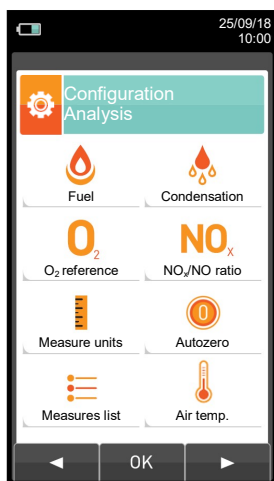 25/09/18
10:00
Configuration
Analysis
Fuel
Condensation
O₂
NOₓ
O₂ reference
NOₓ/NO ratio
0
Measure units
Autozero
Measures list
Air temp.
◄ OK ►